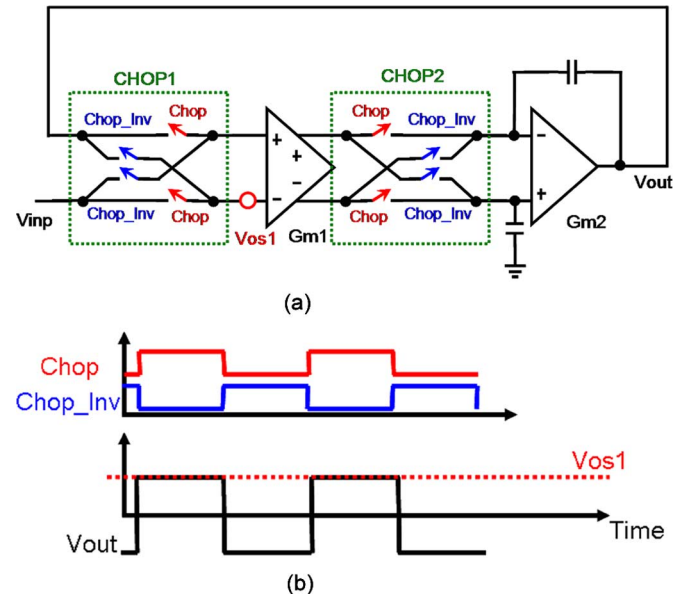 CHOP1
CHOP2
Chop_Inv
Chop
Chop
Chop_Inv
+
+
−
−
Vinp
Chop_Inv
Chop
Vos1
−
Gm1
Chop
Chop_Inv
+
Gm2
Vout
(a)
Chop
Chop_Inv
Vos1
Vout
Time
(b)